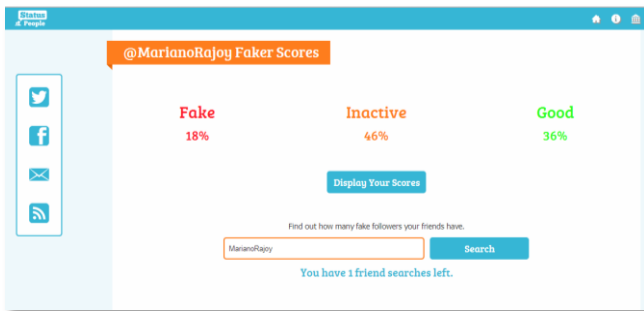 Status
& People
@MarianoRajoy Faker Scores
Fake
Inactive
Good
18%
46%
36%
Display Your Scores
Find out how many fake followers your friends have.
MarianoRajoy
Search
You have 1 friend searches left.